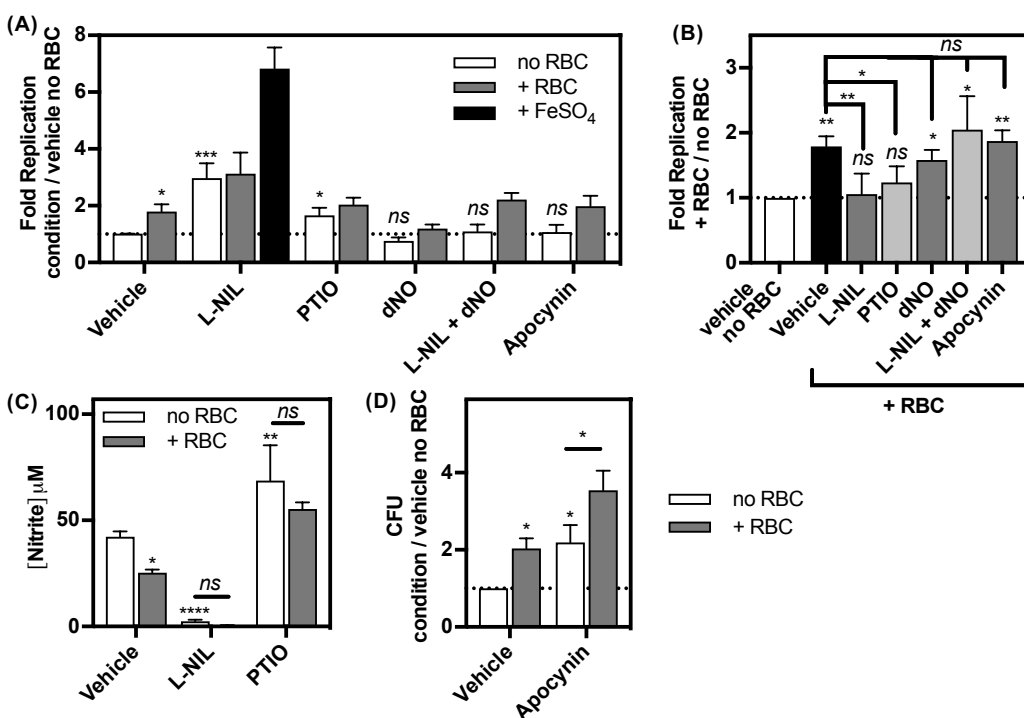 (A)
Fold Replication
condition / vehicle no RBC
8
6
4
2
0
no RBC
+ RBC
+ FeSO4
*
***
*
ns
ns
ns
Vehicle
L-NIL
PTIO
dNO
L-NIL + dNO
Apocynin
(B)
Fold Replication
+ RBC / no RBC
3
2
1
0
ns
*
**
**
ns
ns
*
*
**
vehicle
no RBC
Vehicle
L-NIL
PTIO
dNO
L-NIL + dNO
Apocynin
+ RBC
(C)
[Nitrite] μM
100
50
0
no RBC
+ RBC
*
****
ns
**
ns
Vehicle
L-NIL
PTIO
(D)
CFU
condition / vehicle no RBC
4
2
0
*
*
*
Vehicle
Apocynin
no RBC
+ RBC